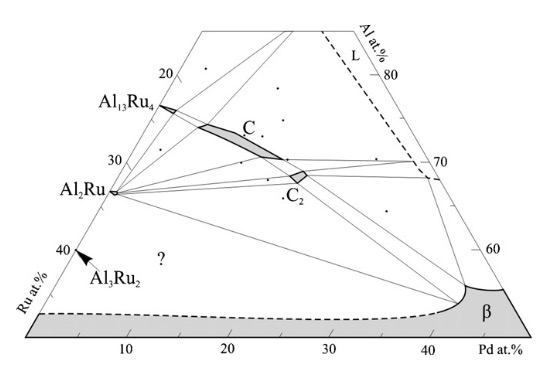 Al at.%
L
20
80
Al₁₃Ru₄
C
30
70
Al₂Ru
C₂
40
60
?
Al₃Ru₂
Ru at.%
β
10
20
30
40
Pd at.%